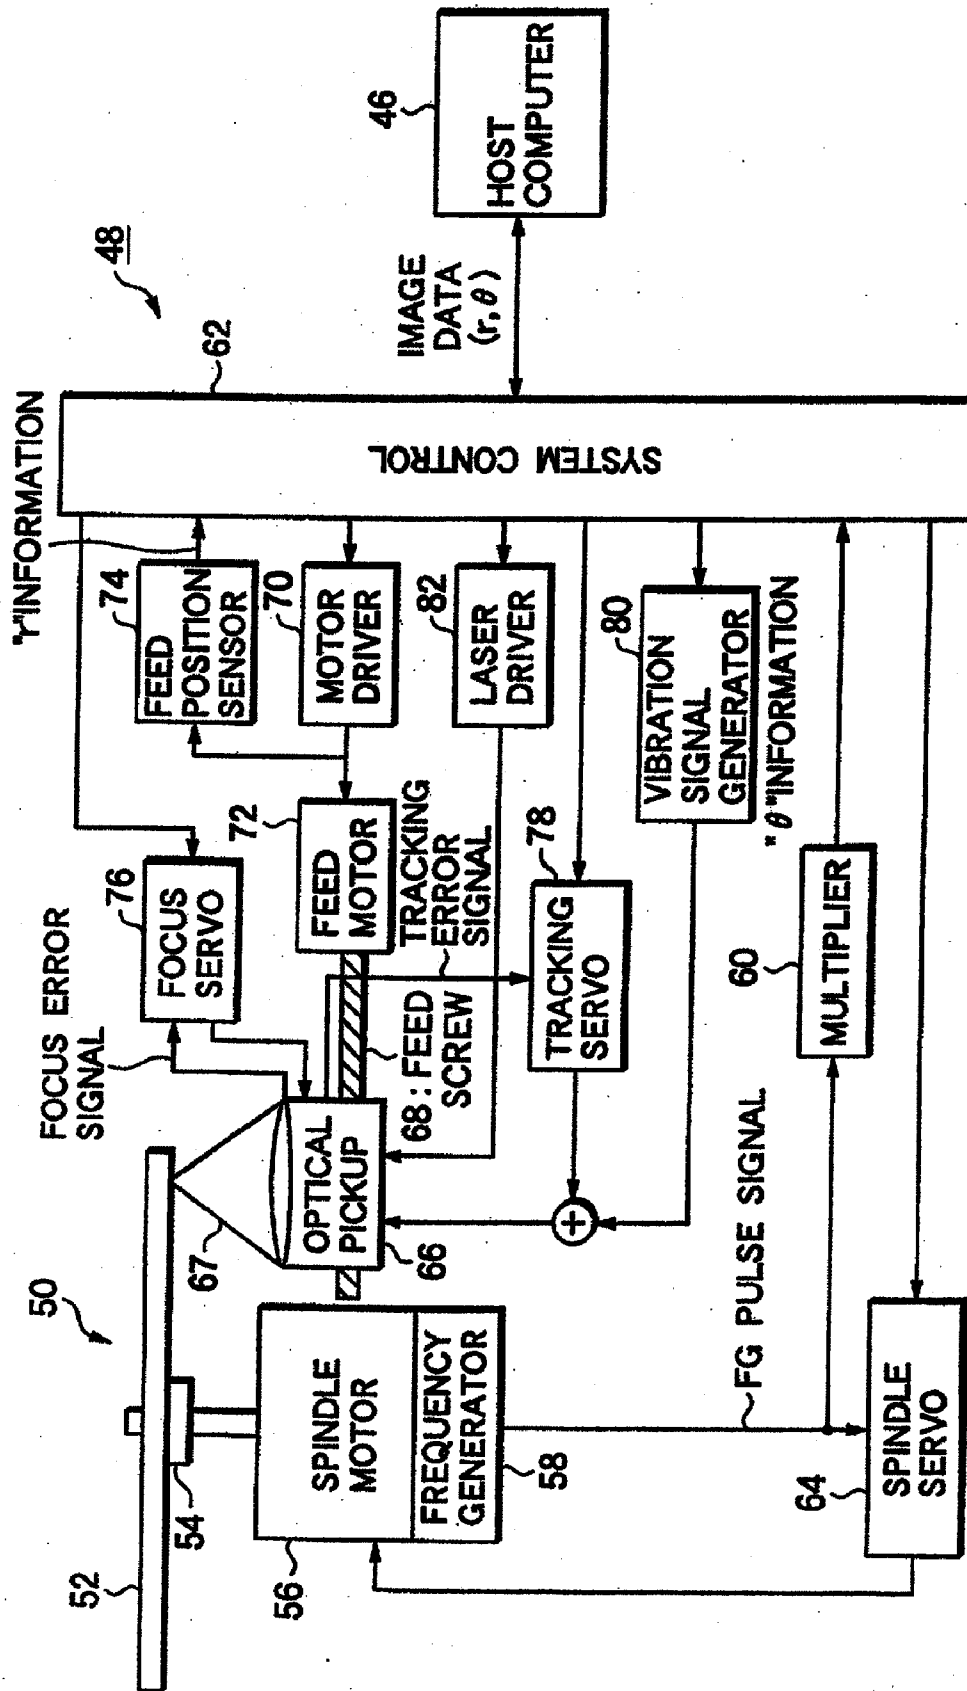 50
52
54
SPINDLE
MOTOR
56
FREQUENCY
GENERATOR
58
FG PULSE SIGNAL
SPINDLE
SERVO
64
67
OPTICAL
PICKUP
66
68 : FEED
SCREW
FOCUS ERROR
SIGNAL
FOCUS
SERVO
76
FEED
MOTOR
72
TRACKING
ERROR
SIGNAL
TRACKING
SERVO
78
+
MULTIPLIER
60
"r"INFORMATION
FEED
POSITION
SENSOR
74
MOTOR
DRIVER
70
LASER
DRIVER
82
VIBRATION
SIGNAL
GENERATOR
80
"θ"INFORMATION
SYSTEM CONTROL
62
48
IMAGE
DATA
(r, θ)
HOST
COMPUTER
46